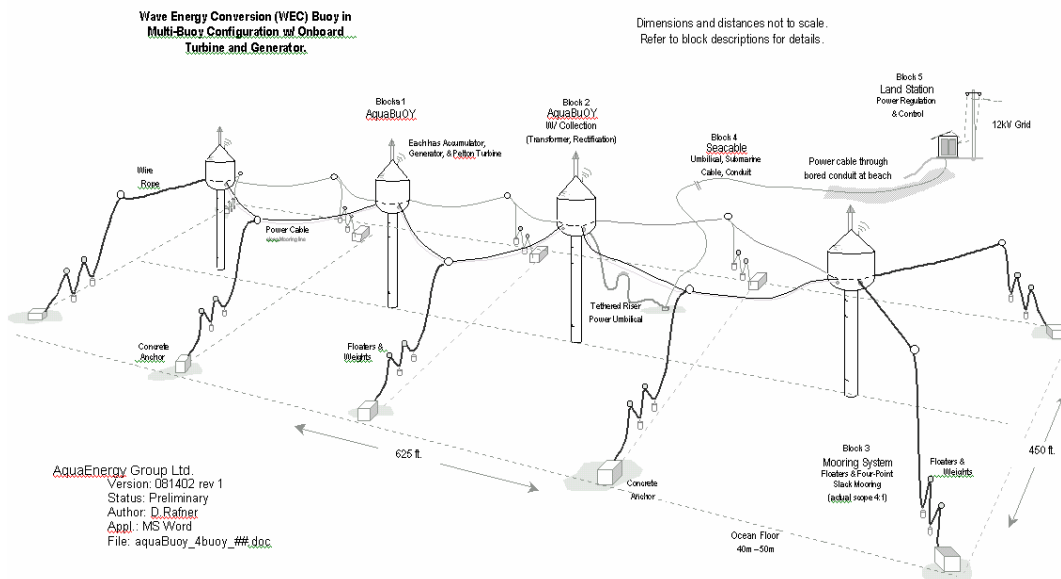 Wave Energy Conversion (WEC) Buoy in
Multi-Buoy Configuration w/ Onboard
Turbine and Generator.
Dimensions and distances not to scale.
Refer to block descriptions for details.
Blocks 1
AquaBuOY
Each has Accumulator,
Generator, & Pelton Turbine
Block 2
AquaBuOY
W/ Collection
(Transformer, Rectification)
Block 4
Seacable
Umbilical, Submarine
Cable, Conduit
Block 5
Land Station
Power Regulation
& Control
12kV Grid
Power cable through
bored conduit at beach
Wire
Rope
Power Cable
along Mooring line
Tethered Riser
Power Umbilical
Concrete
Anchor
Floaters &
Weights
625 ft.
450 ft.
Concrete
Anchor
Block 3
Mooring System
Floaters & Four-Point
Slack Mooring
(actual scope 4:1)
Floaters &
Weights
Ocean Floor
40m –50m
AquaEnergy Group Ltd.
Version: 081402 rev 1
Status: Preliminary
Author: D.Rafner
Appl.: MS Word
File: aquaBuoy_4buoy_##.doc